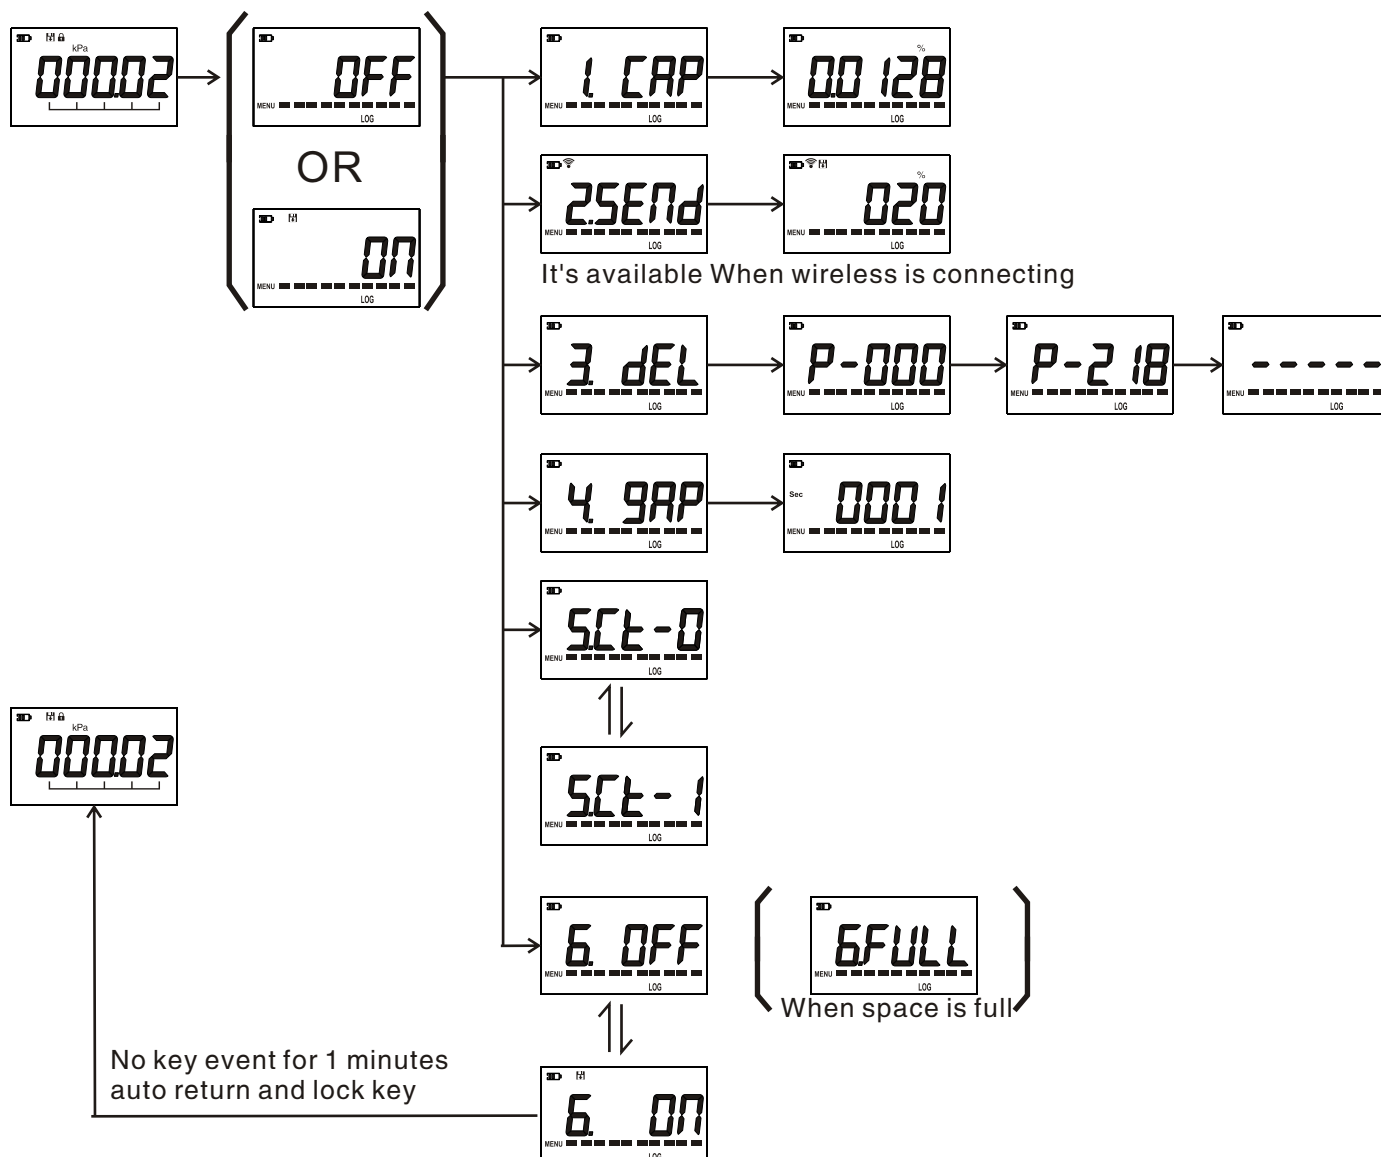 kPa
000.02
OFF
MENU
LOG
OR
ON
MENU
LOG
1. CAP
MENU
LOG
%
0.0128
MENU
LOG
2.SENd
MENU
LOG
%
020
MENU
LOG
It's available When wireless is connecting
3. dEL
MENU
LOG
P-000
MENU
LOG
P-218
MENU
LOG
-----
MENU
LOG
4. gAP
MENU
LOG
Sec
0001
MENU
LOG
5.Ct-0
MENU
LOG
5.Ct-1
MENU
LOG
kPa
000.02
6. OFF
MENU
LOG
6.FULL
MENU
LOG
When space is full
No key event for 1 minutes
auto return and lock key
6. ON
MENU
LOG